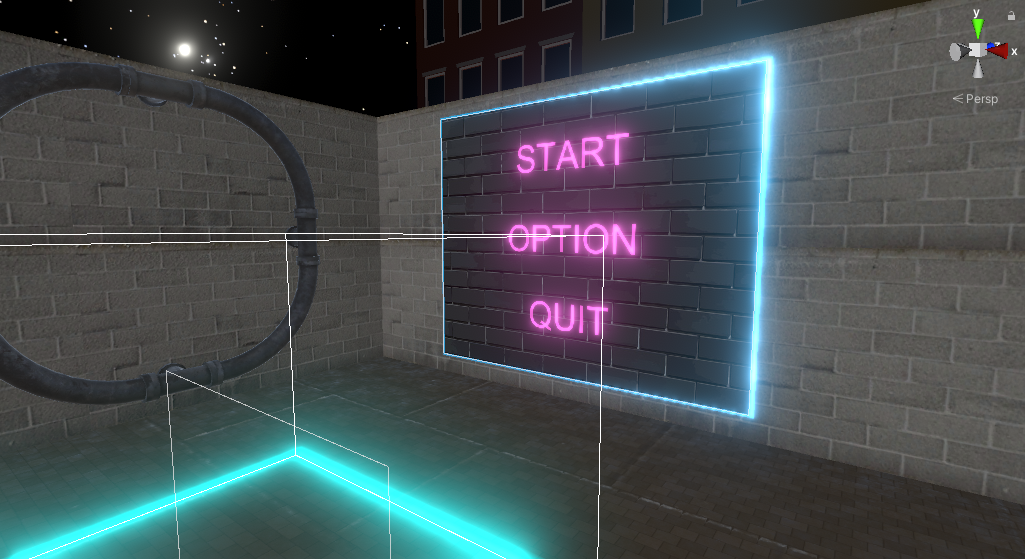 START
OPTION
QUIT
y
x
< Persp